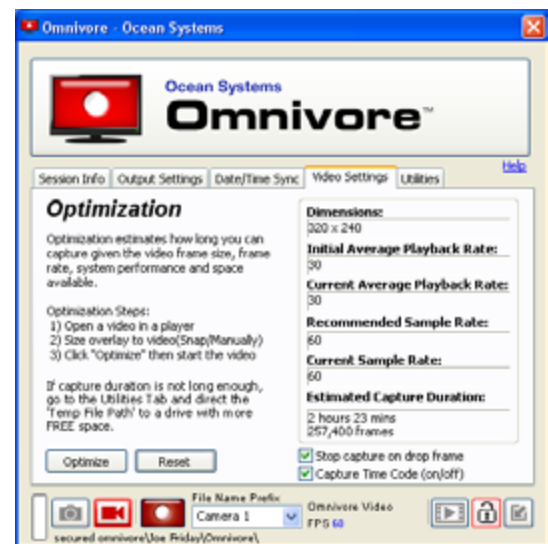 Omnivore - Ocean Systems
Ocean Systems
Omnivore™
Help
Session Info Output Settings Date/Time Sync Video Settings Utilities
Optimization
Optimization estimates how long you can
capture given the video frame size, frame
rate, system performance and space
available.
Optimization Steps:
1) Open a video in a player
2) Size overlay to video(Snap/Manually)
3) Click "Optimize" then start the video
If capture duration is not long enough,
go to the Utilities Tab and direct the
'Temp File Path' to a drive with more
FREE space.
Optimize Reset
Dimensions:
320 x 240
Initial Average Playback Rate:
30
Current Average Playback Rate:
30
Recommended Sample Rate:
60
Current Sample Rate:
60
Estimated Capture Duration:
2 hours 23 mins
257,400 frames
Stop capture on drop frame
Capture Time Code (on/off)
File Name Prefix
Camera 1
Omnivore Video
FPS 60
secured omnivore\Joe Friday\Omnivore\